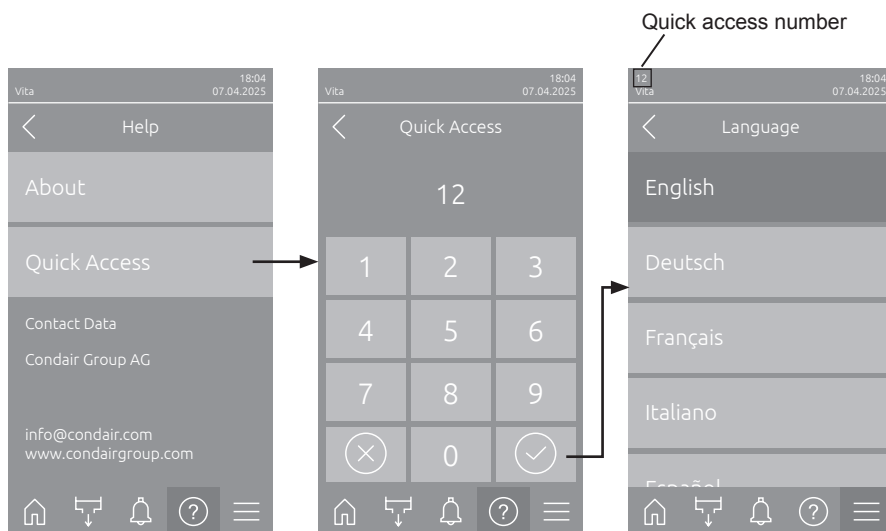 Quick access number
18:04
Vita 07.04.2025
Help
About
Quick Access
Contact Data
Condair Group AG
info@condair.com
www.condairgroup.com
?
18:04
Vita 07.04.2025
Quick Access
12
1 2 3
4 5 6
7 8 9
0
?
12 18:04
Vita 07.04.2025
Language
English
Deutsch
Français
Italiano
Español
?